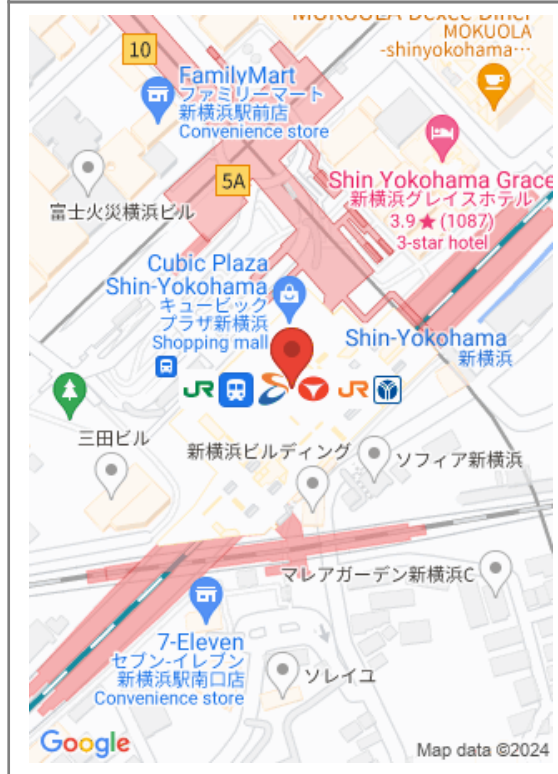 MOKUOLA Dexee Diner
MOKUOLA
-shinyokohama…
10
FamilyMart
ファミリーマート
新横浜駅前店
Convenience store
5A
Shin Yokohama Grace
新横浜グレイスホテル
3.9★(1087)
3-star hotel
富士火災横浜ビル
Cubic Plaza
Shin-Yokohama
キュービック
プラザ新横浜
Shopping mall
Shin-Yokohama
新横浜
JR
JR
三田ビル
新横浜ビルディング
ソフィア新横浜
マレアガーデン新横浜C
7-Eleven
セブン-イレブン
新横浜駅南口店
Convenience store
ソレイユ
Google
Map data ©2024